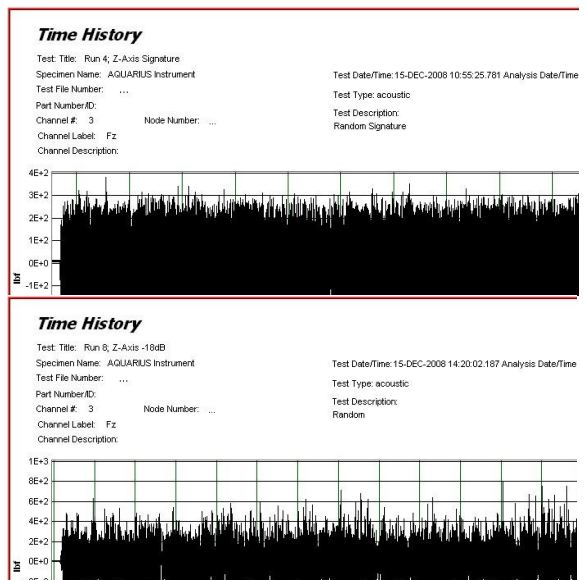 Time History
Test Title: Run 4; Z-Axis Signature
Specimen Name: AQUARIUS Instrument
Test Date/Time: 15-DEC-2008 10:55:25.781 Analysis Date/Time
Test File Number: ...
Test Type: acoustic
Part Number/ID:
Test Description:
Channel #: 3 Node Number: ...
Random Signature
Channel Label: Fz
Channel Description:
4E+2
3E+2
2E+2
1E+2
0E+0
-1E+2
lbf
Time History
Test Title: Run 8; Z-Axis -18dB
Specimen Name: AQUARIUS Instrument
Test Date/Time: 15-DEC-2008 14:20:02.187 Analysis Date/Time
Test File Number: ...
Test Type: acoustic
Part Number/ID:
Test Description:
Channel #: 3 Node Number: ...
Random
Channel Label: Fz
Channel Description:
1E+3
8E+2
6E+2
4E+2
2E+2
0E+0
lbf